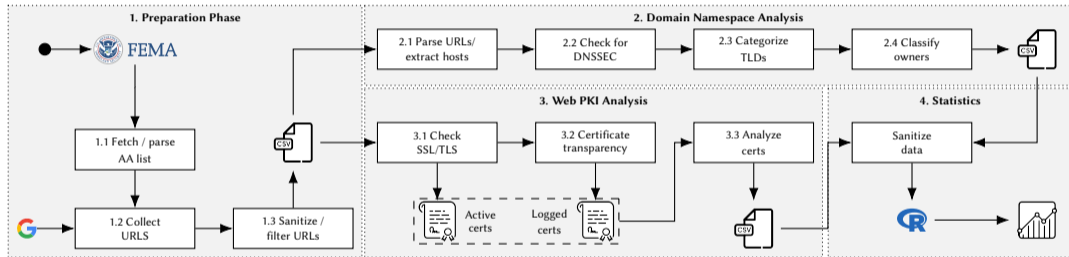 1. Preparation Phase
FEMA
1.1 Fetch / parse
AA list
1.2 Collect
URLS
1.3 Sanitize /
filter URLs
CSV
2. Domain Namespace Analysis
2.1 Parse URLs/
extract hosts
2.2 Check for
DNSSEC
2.3 Categorize
TLDs
2.4 Classify
owners
CSV
3. Web PKI Analysis
3.1 Check
SSL/TLS
3.2 Certificate
transparency
3.3 Analyze
certs
Active
certs
Logged
certs
CSV
4. Statistics
Sanitize
data
R